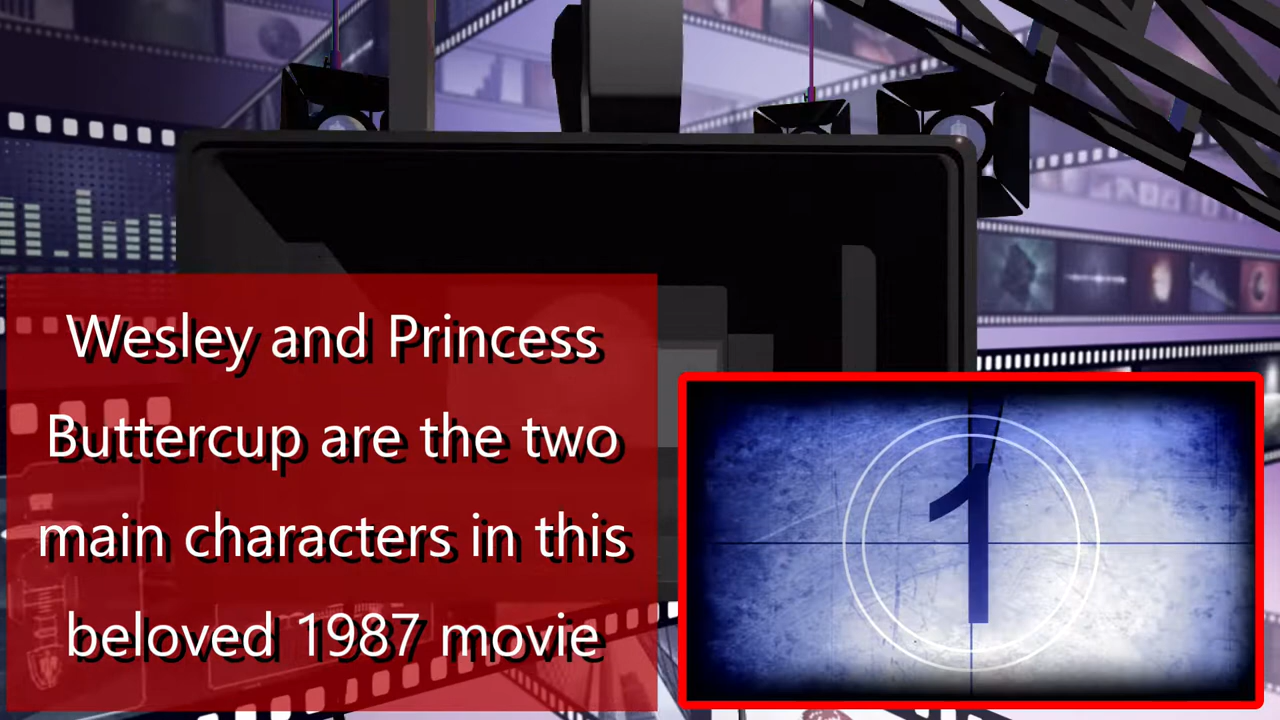 Wesley and Princess
Buttercup are the two
main characters in this
beloved 1987 movie
1